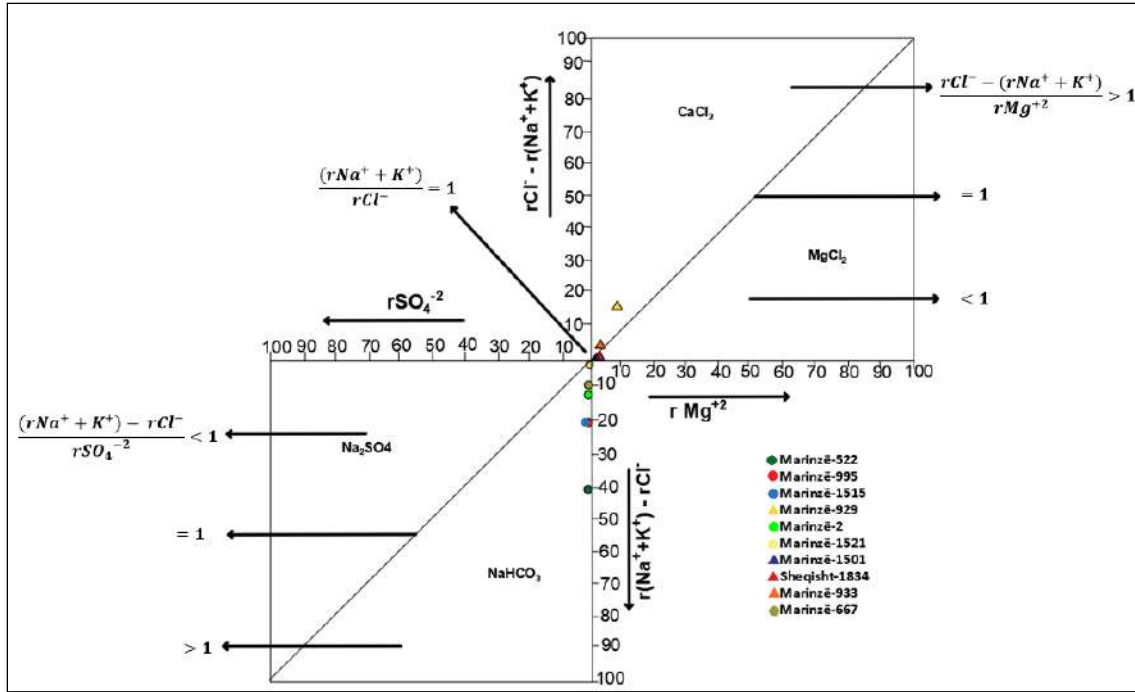 100
90
80
70
60
50
40
30
20
10
rCl⁻ - r(Na⁺+K⁺)
CaCl₂
MgCl₂
rCl⁻ − (rNa⁺ + K⁺)
rMg⁺²
> 1
= 1
< 1
(rNa⁺ + K⁺)
rCl⁻
= 1
rSO₄⁻²
100 90 80 70 60 50 40 30 20 10
10 20 30 40 50 60 70 80 90 100
r Mg⁺²
(rNa⁺ + K⁺) − rCl⁻
rSO₄⁻²
< 1
Na₂SO4
= 1
NaHCO₃
> 1
10
20
30
40
50
60
70
80
90
100
r(Na⁺+K⁺) - rCl⁻
Marinzë-522
Marinzë-995
Marinzë-1515
Marinzë-929
Marinzë-2
Marinzë-1521
Marinzë-1501
Sheqisht-1834
Marinzë-933
Marinzë-667